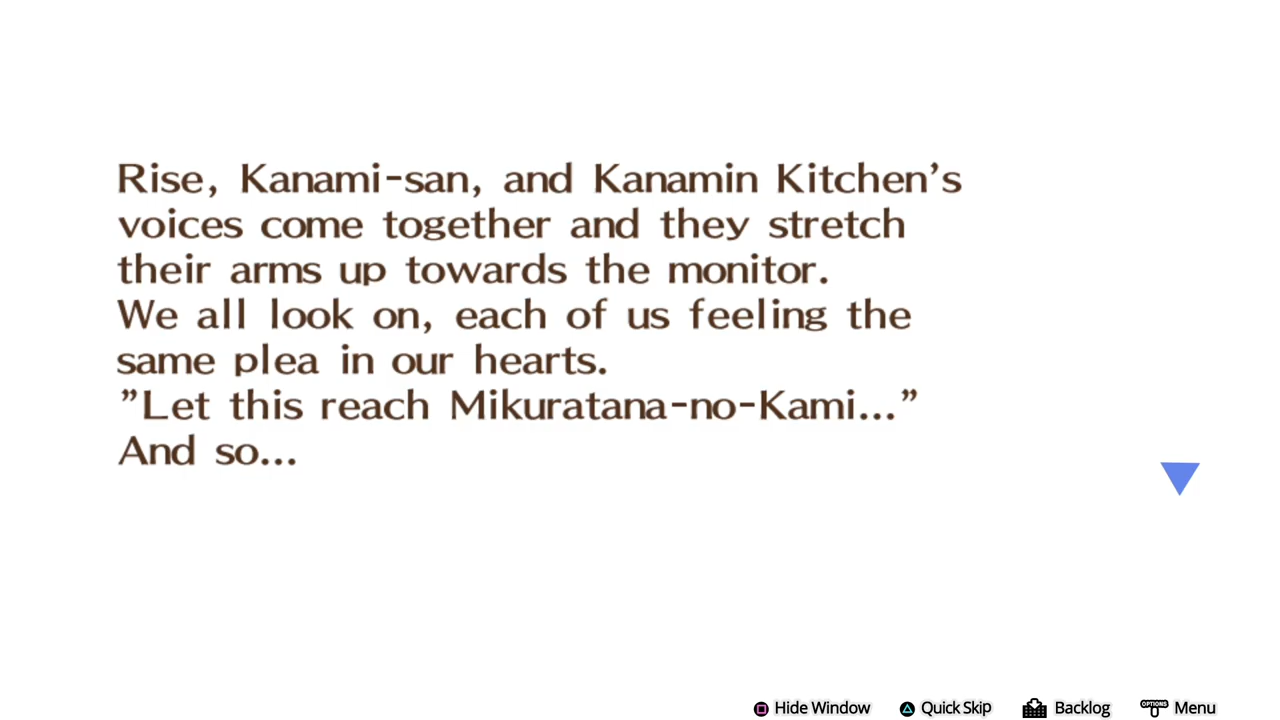 Rise, Kanami-san, and Kanamin Kitchen's
voices come together and they stretch
their arms up towards the monitor.
We all look on, each of us feeling the
same plea in our hearts.
”Let this reach Mikuratana-no-Kami...”
And so...
Hide Window Quick Skip OPTIONS Backlog Menu